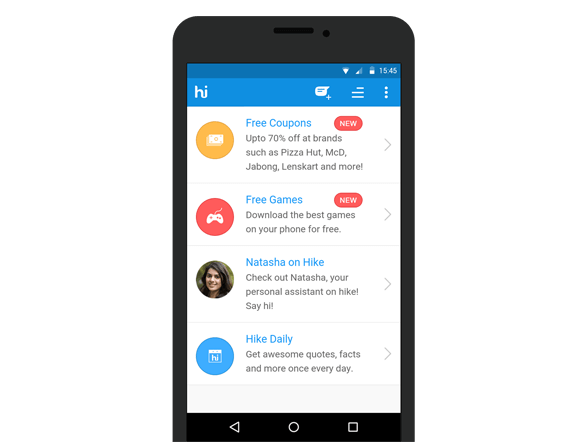 15:45
hi
Free Coupons NEW
Upto 70% off at brands
such as Pizza Hut, McD,
Jabong, Lenskart and more!
Free Games NEW
Download the best games
on your phone for free.
Natasha on Hike
Check out Natasha, your
personal assistant on hike!
Say hi!
Hike Daily
hi
Get awesome quotes, facts
and more once every day.